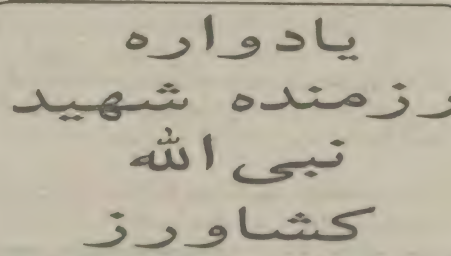 یادواره
رزمنده شهید
نبی الله
کشاورز